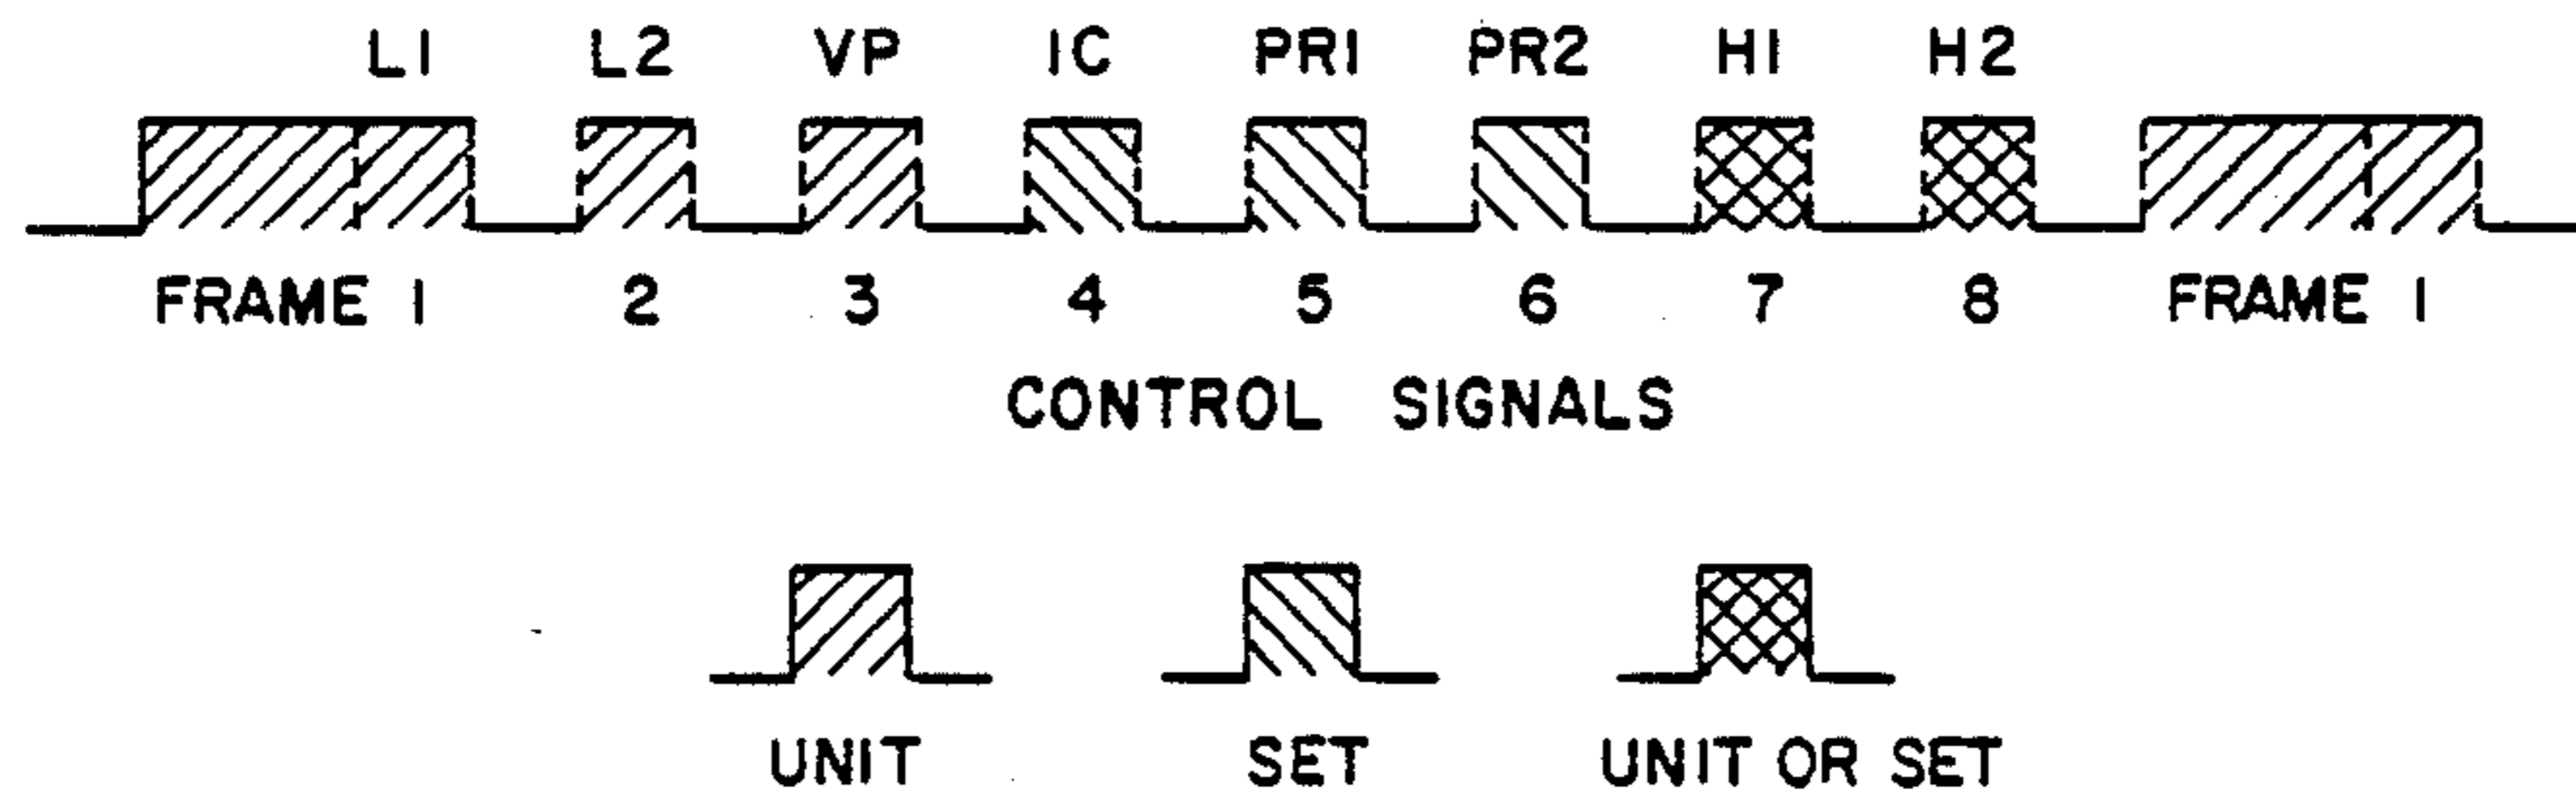 L1 L2 VP IC PR1 PR2 H1 H2
FRAME 1 2 3 4 5 6 7 8 FRAME 1
CONTROL SIGNALS
UNIT SET UNIT OR SET